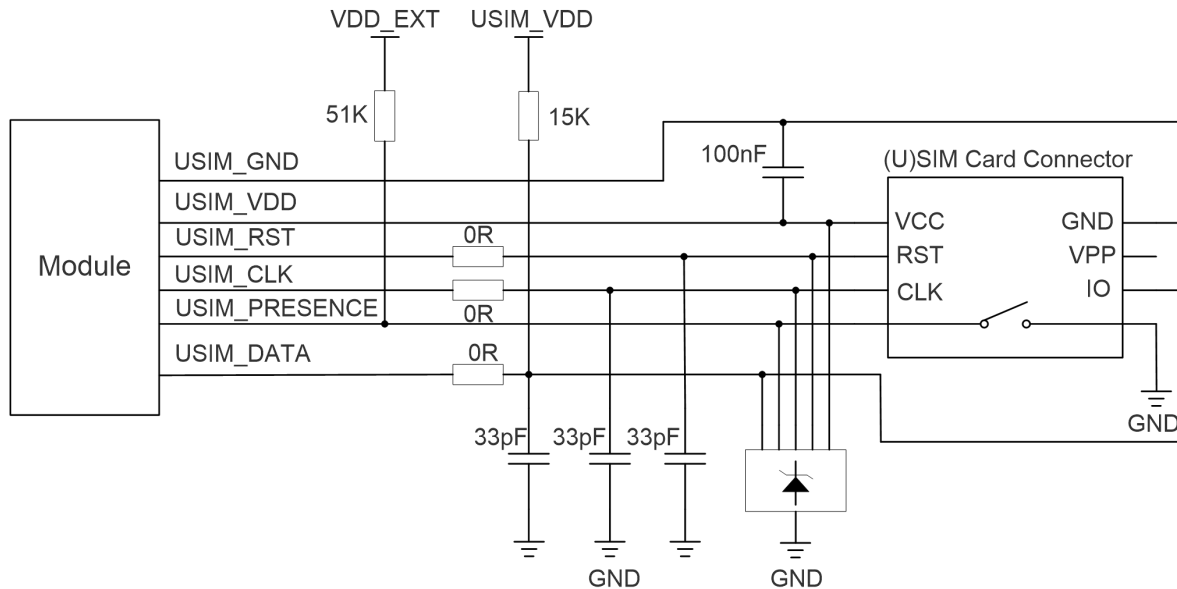 VDD_EXT USIM_VDD
51K 15K
USIM_GND 100nF (U)SIM Card Connector
USIM_VDD VCC GND
USIM_RST 0R RST VPP
Module USIM_CLK CLK IO
USIM_PRESENCE 0R
USIM_DATA 0R
GND
33pF 33pF 33pF
GND GND